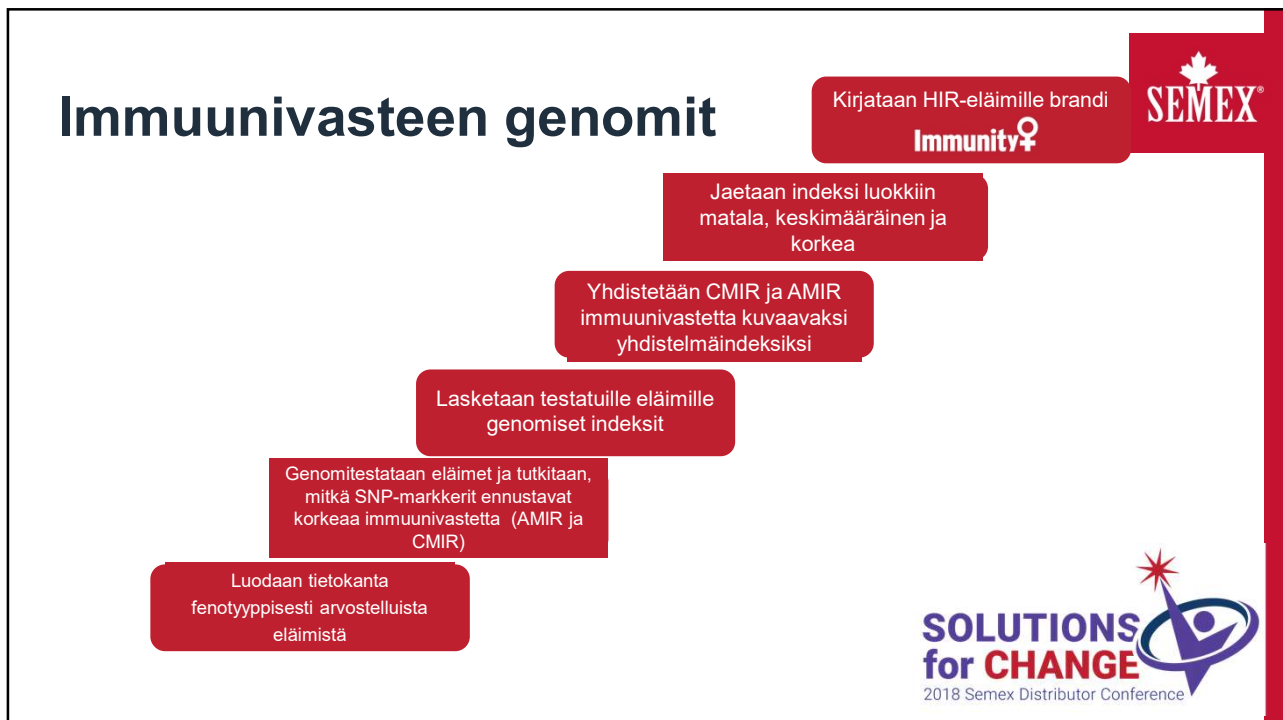 Immuunivasteen genomit
Kirjataan HIR-eläimille brandi
Immunity
SEMEX®
Jaetaan indeksi luokkiin
matala, keskimääräinen ja
korkea
Yhdistetään CMIR ja AMIR
immuunivastetta kuvaavaksi
yhdistelmäindeksiksi
Lasketaan testatuille eläimille
genomiset indeksit
Genomitestataan eläimet ja tutkitaan,
mitkä SNP-markkerit ennustavat
korkeaa immuunivastetta (AMIR ja
CMIR)
Luodaan tietokanta
fenotyyppisesti arvostelluista
eläimistä
SOLUTIONS
for CHANGE
2018 Semex Distributor Conference